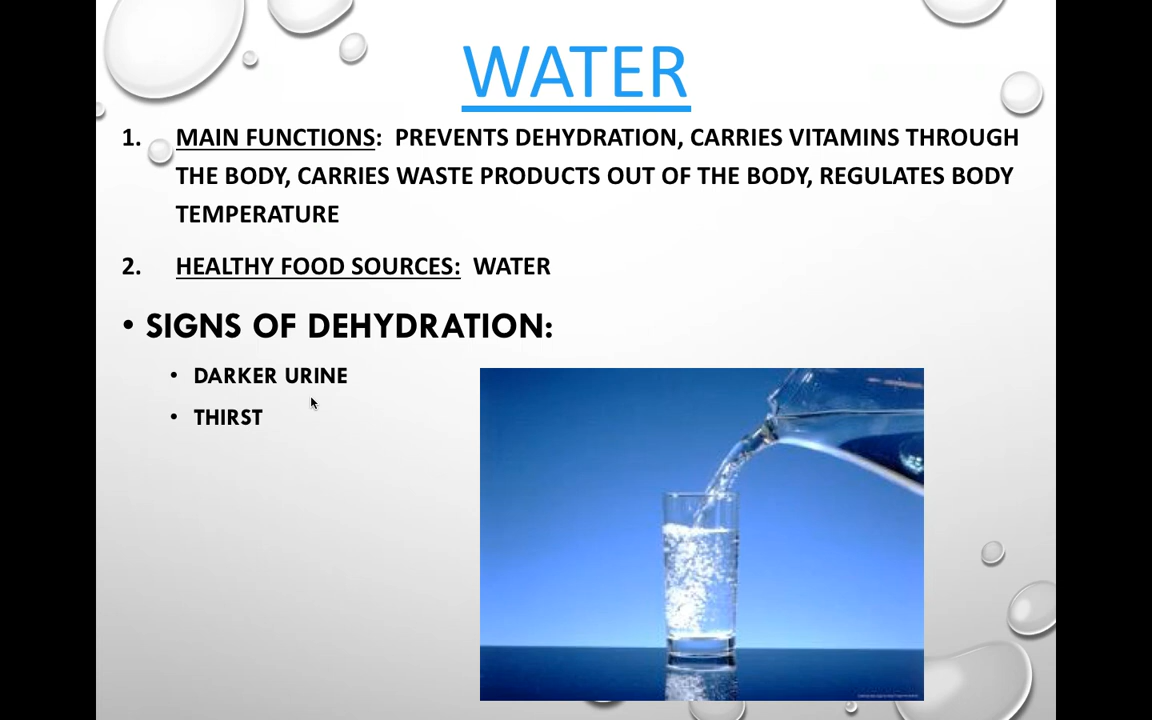 WATER
1. MAIN FUNCTIONS: PREVENTS DEHYDRATION, CARRIES VITAMINS THROUGH
THE BODY, CARRIES WASTE PRODUCTS OUT OF THE BODY, REGULATES BODY
TEMPERATURE
2. HEALTHY FOOD SOURCES: WATER
• SIGNS OF DEHYDRATION:
• DARKER URINE
• THIRST